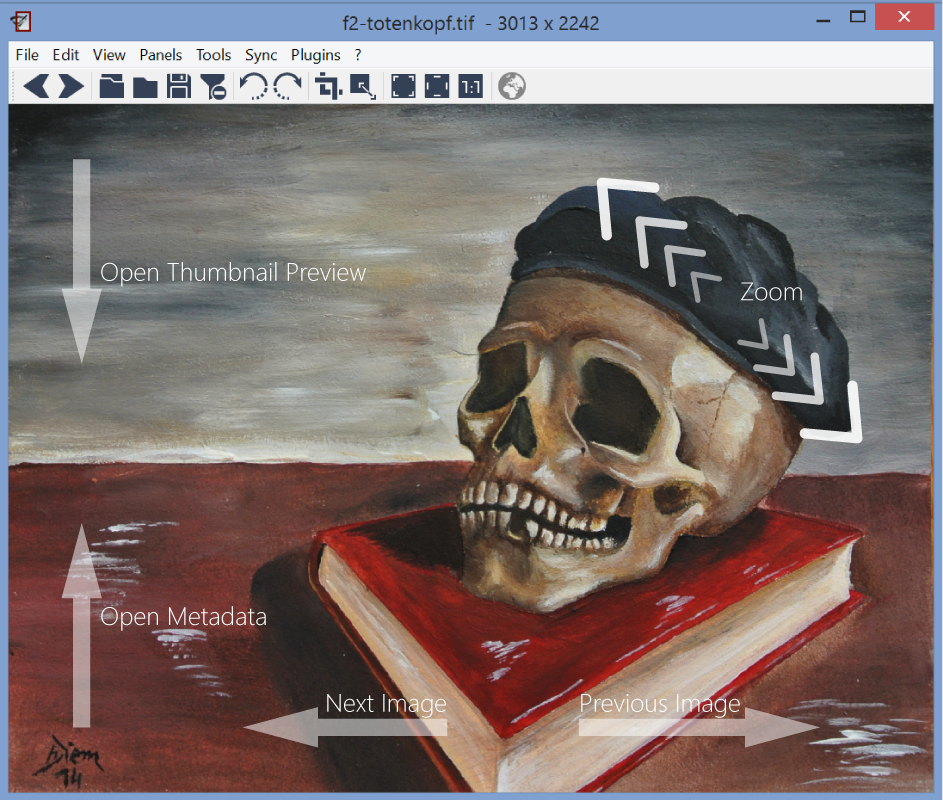 f2-totenkopf.tif - 3013 x 2242
File Edit View Panels Tools Sync Plugins ?
1:1
Open Thumbnail Preview
Zoom
Open Metadata
Next Image
Previous Image
Diem
14